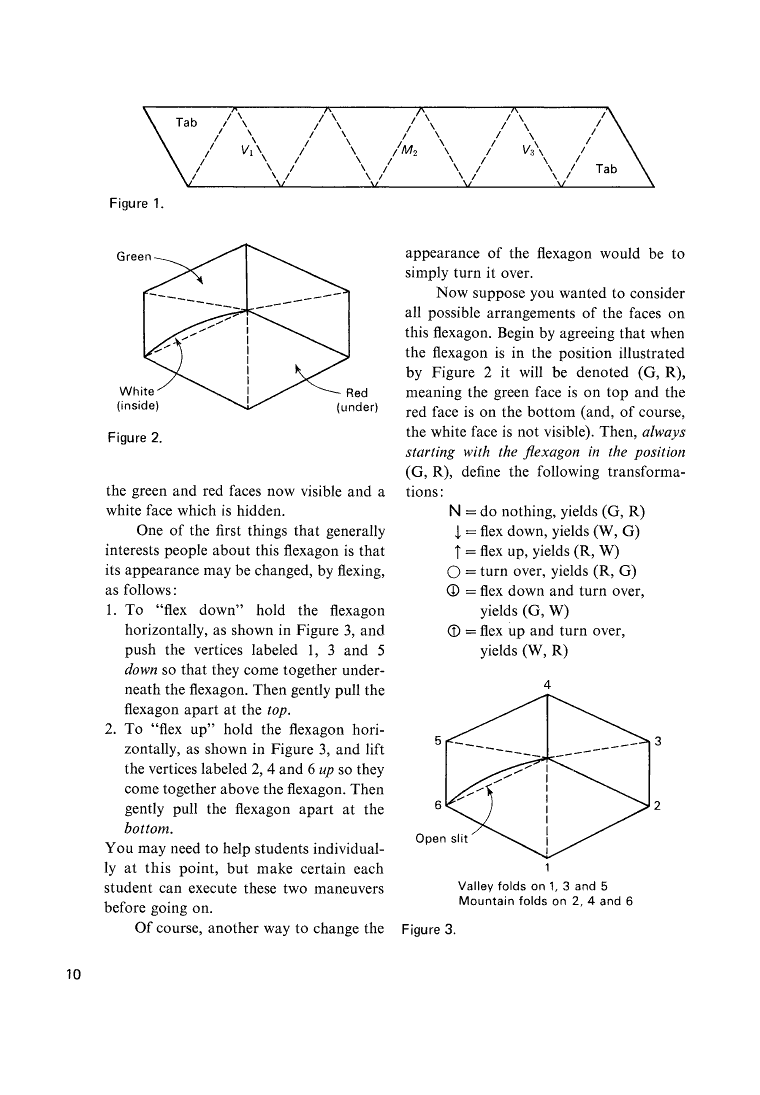 Tab
V1
M2
V3
Tab
Figure 1.
Green
White
(inside)
Red
(under)
Figure 2.
the green and red faces now visible and a
white face which is hidden.
One of the first things that generally
interests people about this flexagon is that
its appearance may be changed, by flexing,
as follows:
1. To "flex down" hold the flexagon
horizontally, as shown in Figure 3, and
push the vertices labeled 1, 3 and 5
down so that they come together under-
neath the flexagon. Then gently pull the
flexagon apart at the top.
2. To "flex up" hold the flexagon hori-
zontally, as shown in Figure 3, and lift
the vertices labeled 2, 4 and 6 up so they
come together above the flexagon. Then
gently pull the flexagon apart at the
bottom.
You may need to help students individual-
ly at this point, but make certain each
student can execute these two maneuvers
before going on.
Of course, another way to change the
appearance of the flexagon would be to
simply turn it over.
Now suppose you wanted to consider
all possible arrangements of the faces on
this flexagon. Begin by agreeing that when
the flexagon is in the position illustrated
by Figure 2 it will be denoted (G, R),
meaning the green face is on top and the
red face is on the bottom (and, of course,
the white face is not visible). Then, always
starting with the flexagon in the position
(G, R), define the following transforma-
tions:
N = do nothing, yields (G, R)
↓ = flex down, yields (W, G)
↑ = flex up, yields (R, W)
○ = turn over, yields (R, G)
⦶ = flex down and turn over,
yields (G, W)
⦶ = flex up and turn over,
yields (W, R)
4
5
3
6
2
Open slit
1
Valley folds on 1, 3 and 5
Mountain folds on 2, 4 and 6
Figure 3.
10